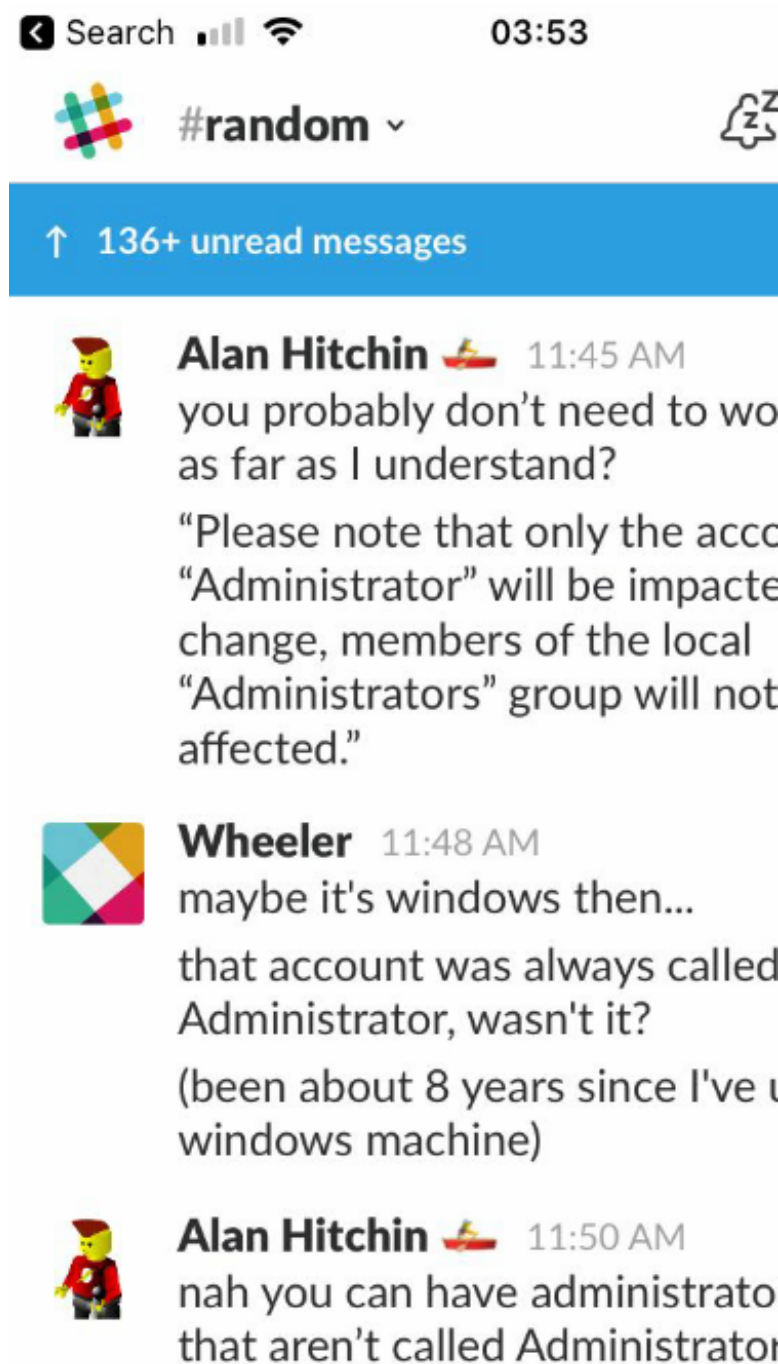 Search
03:53
#random
↑ 136+ unread messages
Alan Hitchin 11:45 AM
you probably don’t need to
as far as I understand?
“Please note that only the
“Administrator” will be
change, members of the local
“Administrators” group will not
affected.”
Wheeler 11:48 AM
maybe it's windows then...
that account was always called
Administrator, wasn't it?
(been about 8 years since I've
windows machine)
Alan Hitchin 11:50 AM
nah you can have
that aren’t called Administrator